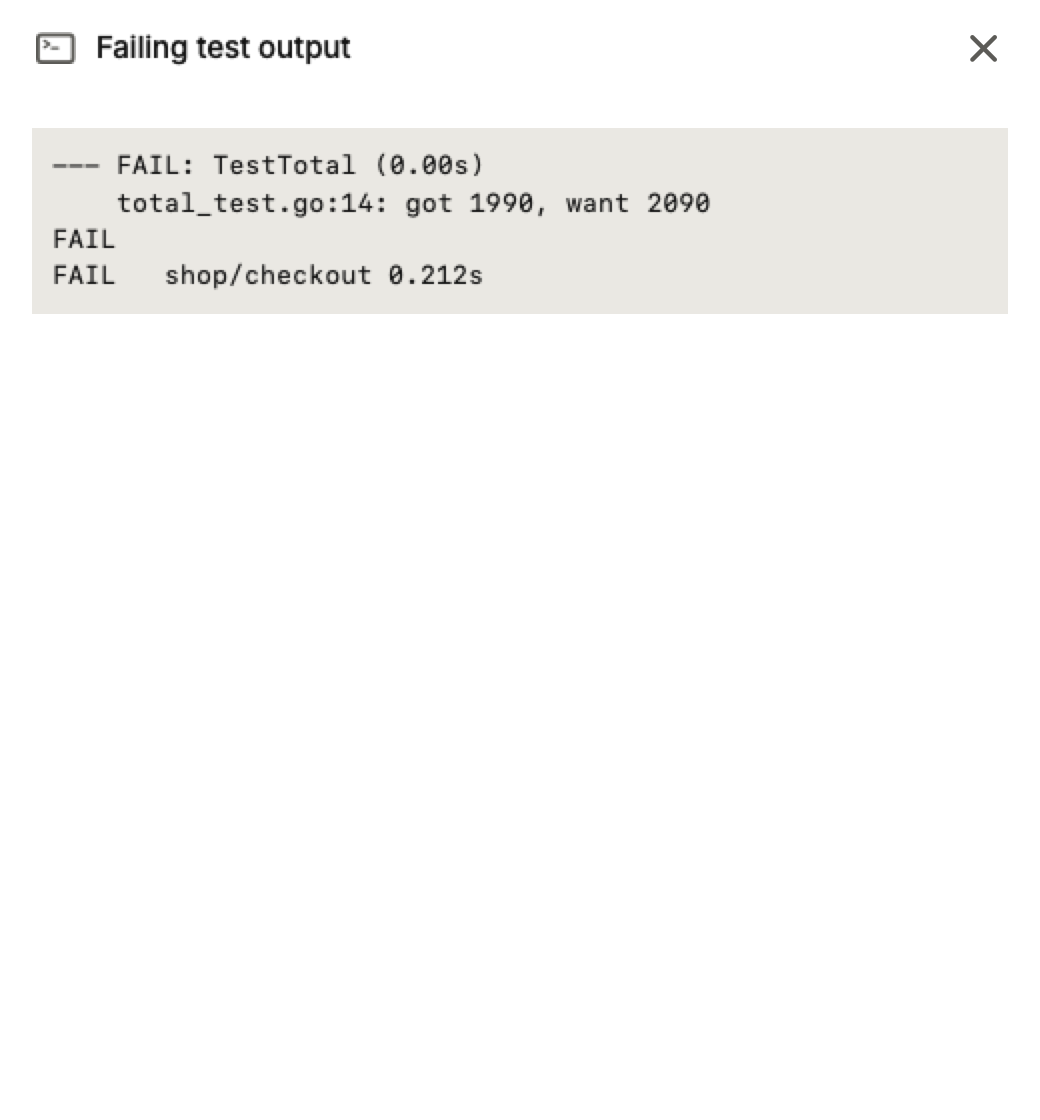 Failing test output
--- FAIL: TestTotal (0.00s)
    total_test.go:14: got 1990, want 2090
FAIL
FAIL   shop/checkout 0.212s